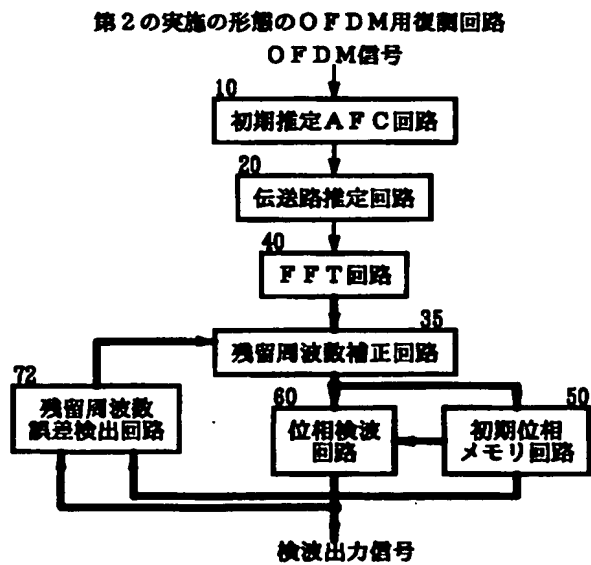 第２の実施の形態のＯＦＤＭ用復調回路
ＯＦＤＭ信号
10
初期推定ＡＦＣ回路
20
伝送路推定回路
40
ＦＦＴ回路
35
残留周波数補正回路
72
残留周波数
誤差検出回路
60
位相検波
回路
50
初期位相
メモリ回路
検波出力信号